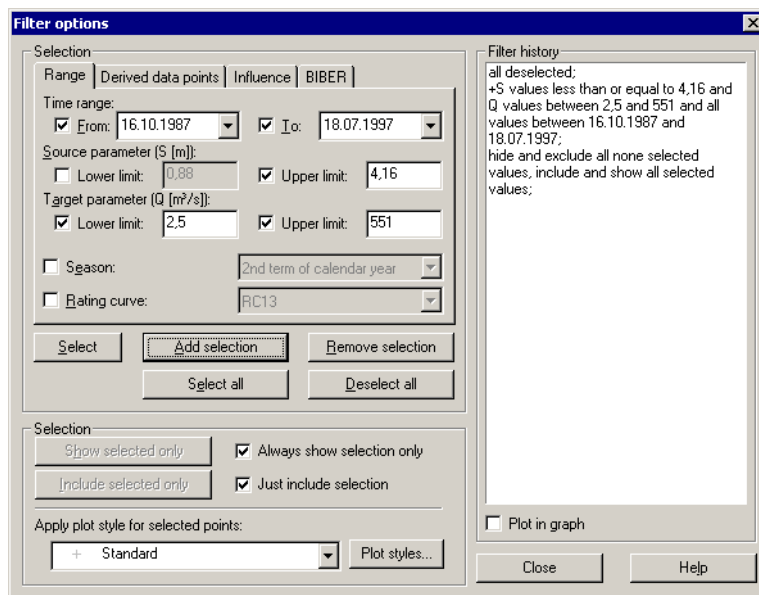 Filter options
Selection
Range Derived data points Influence BIBER
Time range:
From: 16.10.1987 To: 18.07.1997
Source parameter (S [m]):
Lower limit: 0,88 Upper limit: 4,16
Target parameter (Q [m³/s]):
Lower limit: 2,5 Upper limit: 551
Season: 2nd term of calendar year
Rating curve: RC13
Select Add selection Remove selection
Select all Deselect all
Selection
Show selected only Always show selection only
Include selected only Just include selection
Apply plot style for selected points:
+ Standard Plot styles...
Filter history
all deselected;
+S values less than or equal to 4,16 and
Q values between 2,5 and 551 and all
values between 16.10.1987 and
18.07.1997;
hide and exclude all none selected
values, include and show all selected
values;
Plot in graph
Close Help